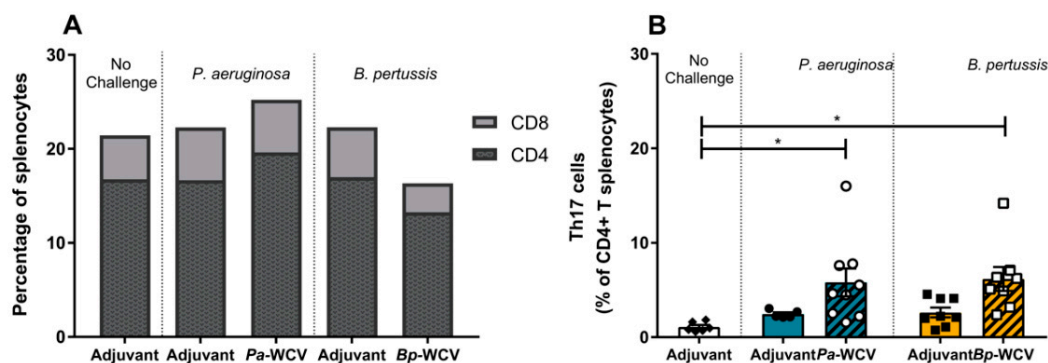 A
Percentage of splenocytes
30
20
10
0
No
Challenge
P. aeruginosa
B. pertussis
CD8
CD4
Adjuvant Adjuvant Pa-WCV Adjuvant Bp-WCV
B
Th17 cells
(% of CD4+ T splenocytes)
30
20
10
0
No
Challenge
P. aeruginosa
B. pertussis
*
*
Adjuvant Adjuvant Pa-WCV Adjuvant Bp-WCV